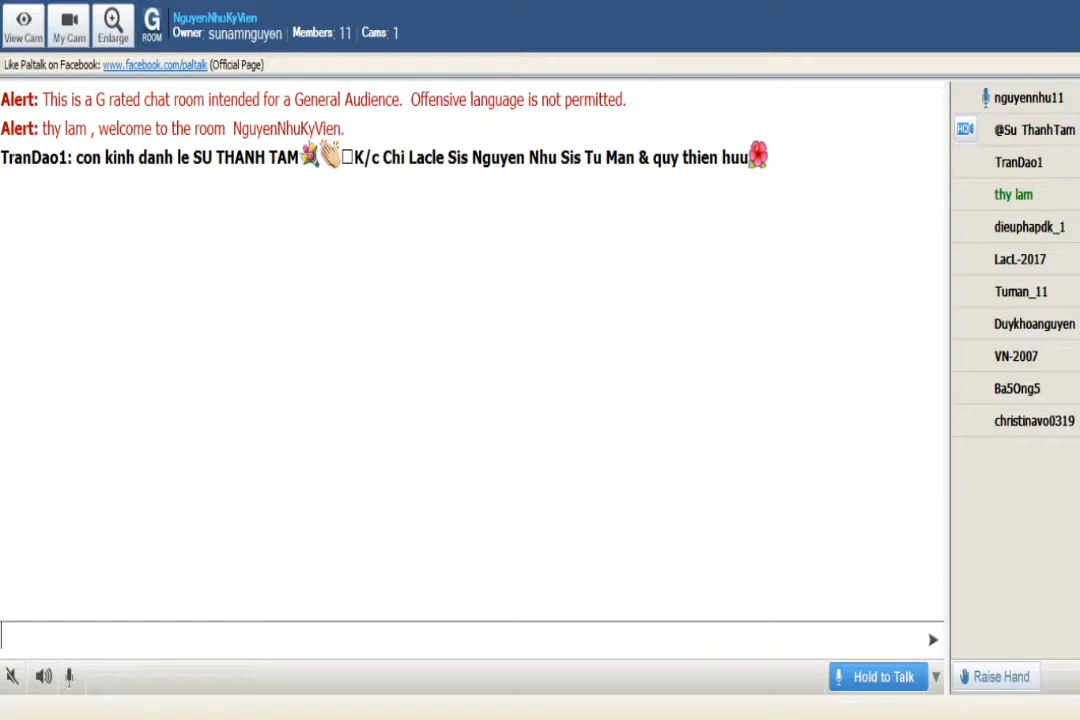 View Cam
My Cam
Enlarge
G
ROOM
NguyenNhuKyVien
Owner: sunamnguyen | Members: 11 | Cams: 1
Like Paltalk on Facebook: www.facebook.com/paltalk (Official Page)
Alert: This is a G rated chat room intended for a General Audience. Offensive language is not permitted.
Alert: thy lam , welcome to the room NguyenNhuKyVien.
TranDao1: con kinh danh le SU THANH TAM💐👏□K/c Chi Lacle Sis Nguyen Nhu Sis Tu Man & quy thien huu🌺
nguyennhu11
HD
@Su ThanhTam
TranDao1
thy lam
dieuphapdk_1
LacL-2017
Tuman_11
Duykhoanguyen
VN-2007
Ba5Ong5
christinavo0319
Hold to Talk
Raise Hand